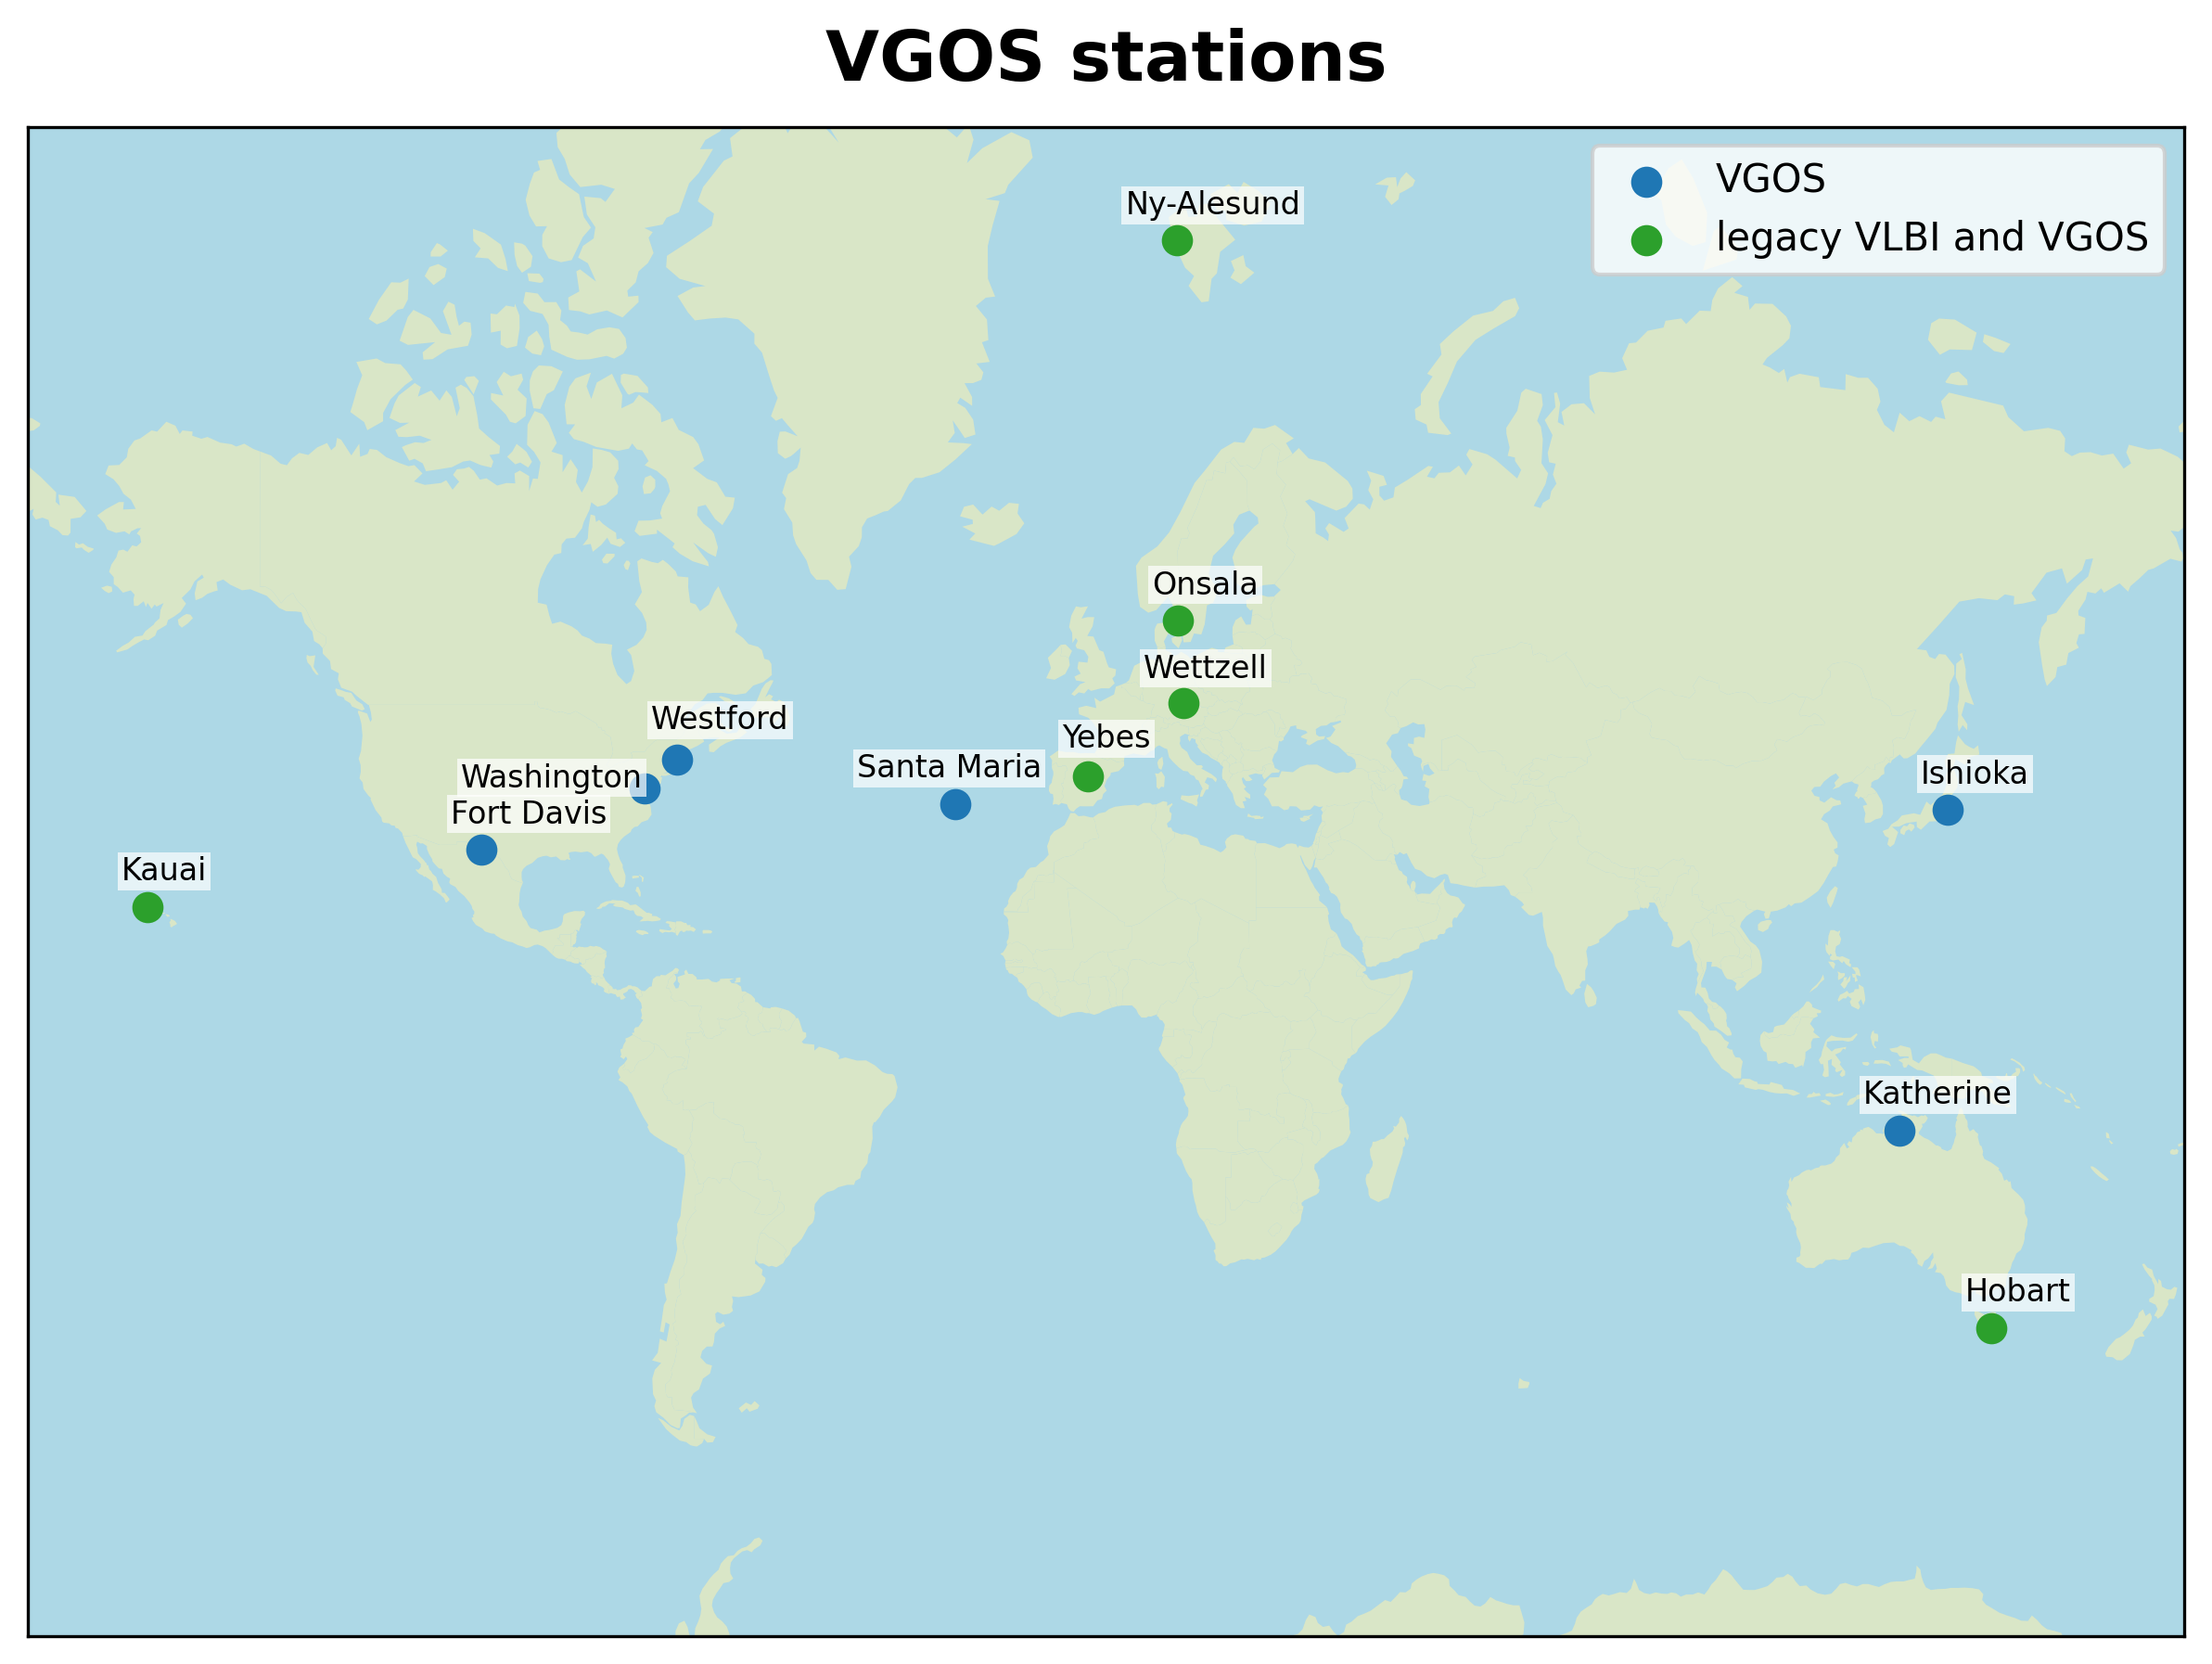 VGOS stations
VGOS
legacy VLBI and VGOS
Ny-Alesund
Onsala
Wettzell
Westford
Yebes
Santa Maria
Washington
Ishioka
Fort Davis
Kauai
Katherine
Hobart